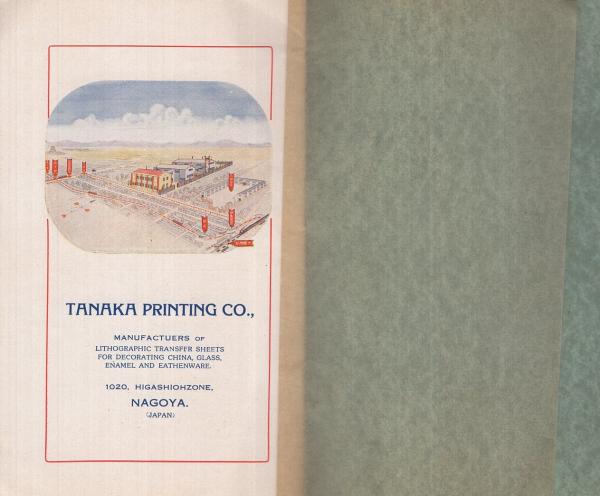 TANAKA PRINTING CO.,
MANUFACTUERS OF
LITHOGRAPHIC TRANSFER SHEETS
FOR DECORATING CHINA, GLASS,
ENAMEL AND EATHENWARE.
1020, HIGASHIOHZONE,
NAGOYA.
(JAPAN)